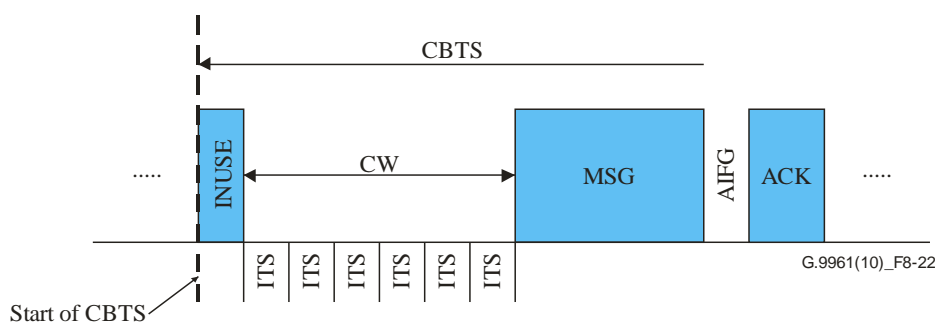 CBTS
INUSE
CW
MSG
AIFG
ACK
.....
.....
ITS
ITS
ITS
ITS
ITS
ITS
G.9961(10)_F8-22
Start of CBTS